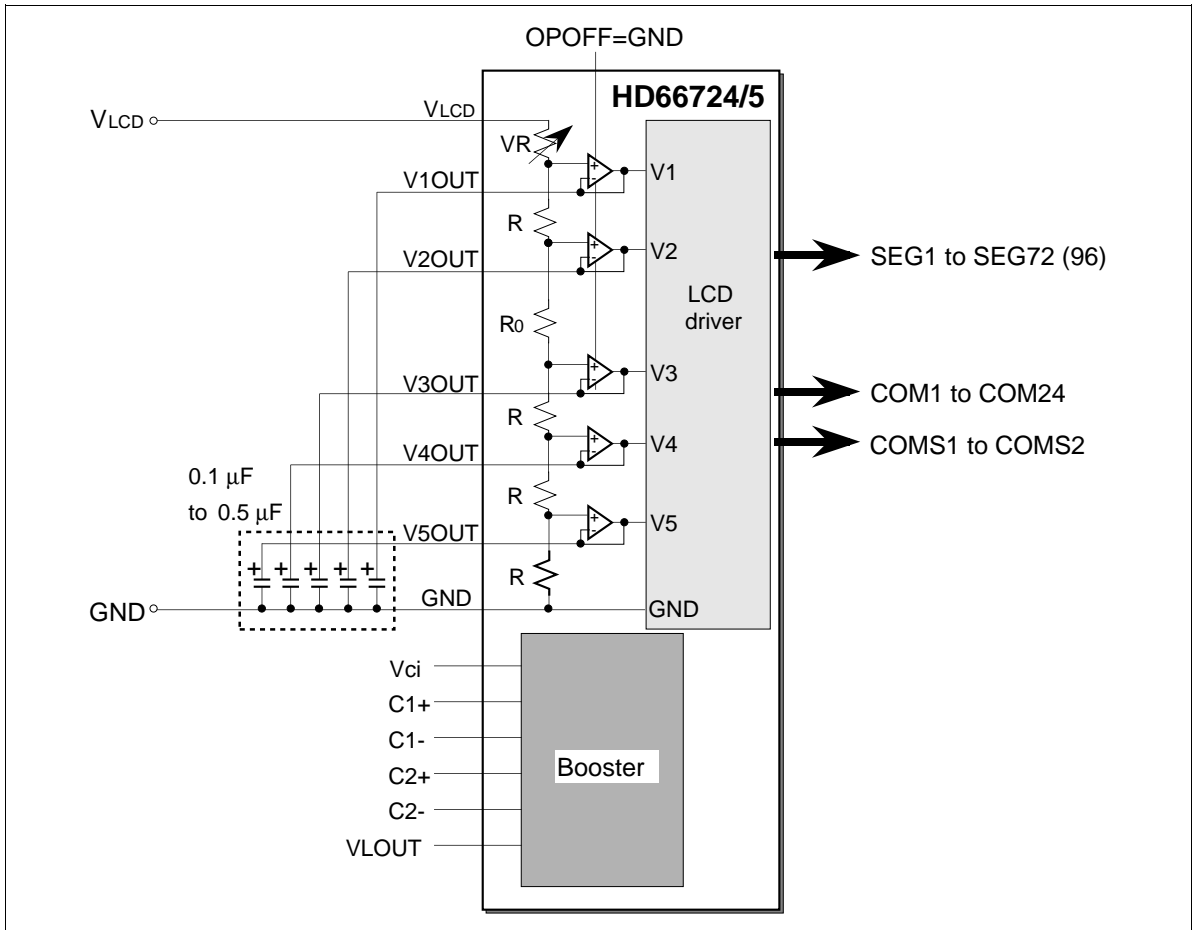 OPOFF=GND
HD66724/5
VLCD
VLCD
VR
+
-
V1
V1OUT
R
+
-
V2
V2OUT
SEG1 to SEG72 (96)
LCD
driver
R0
+
-
V3
V3OUT
COM1 to COM24
R
+
-
V4
V4OUT
COMS1 to COMS2
0.1 µF
to 0.5 µF
R
+
-
V5
V5OUT
+ + + + +
R
GND
GND
GND
Vci
C1+
C1-
C2+
C2-
VLOUT
Booster